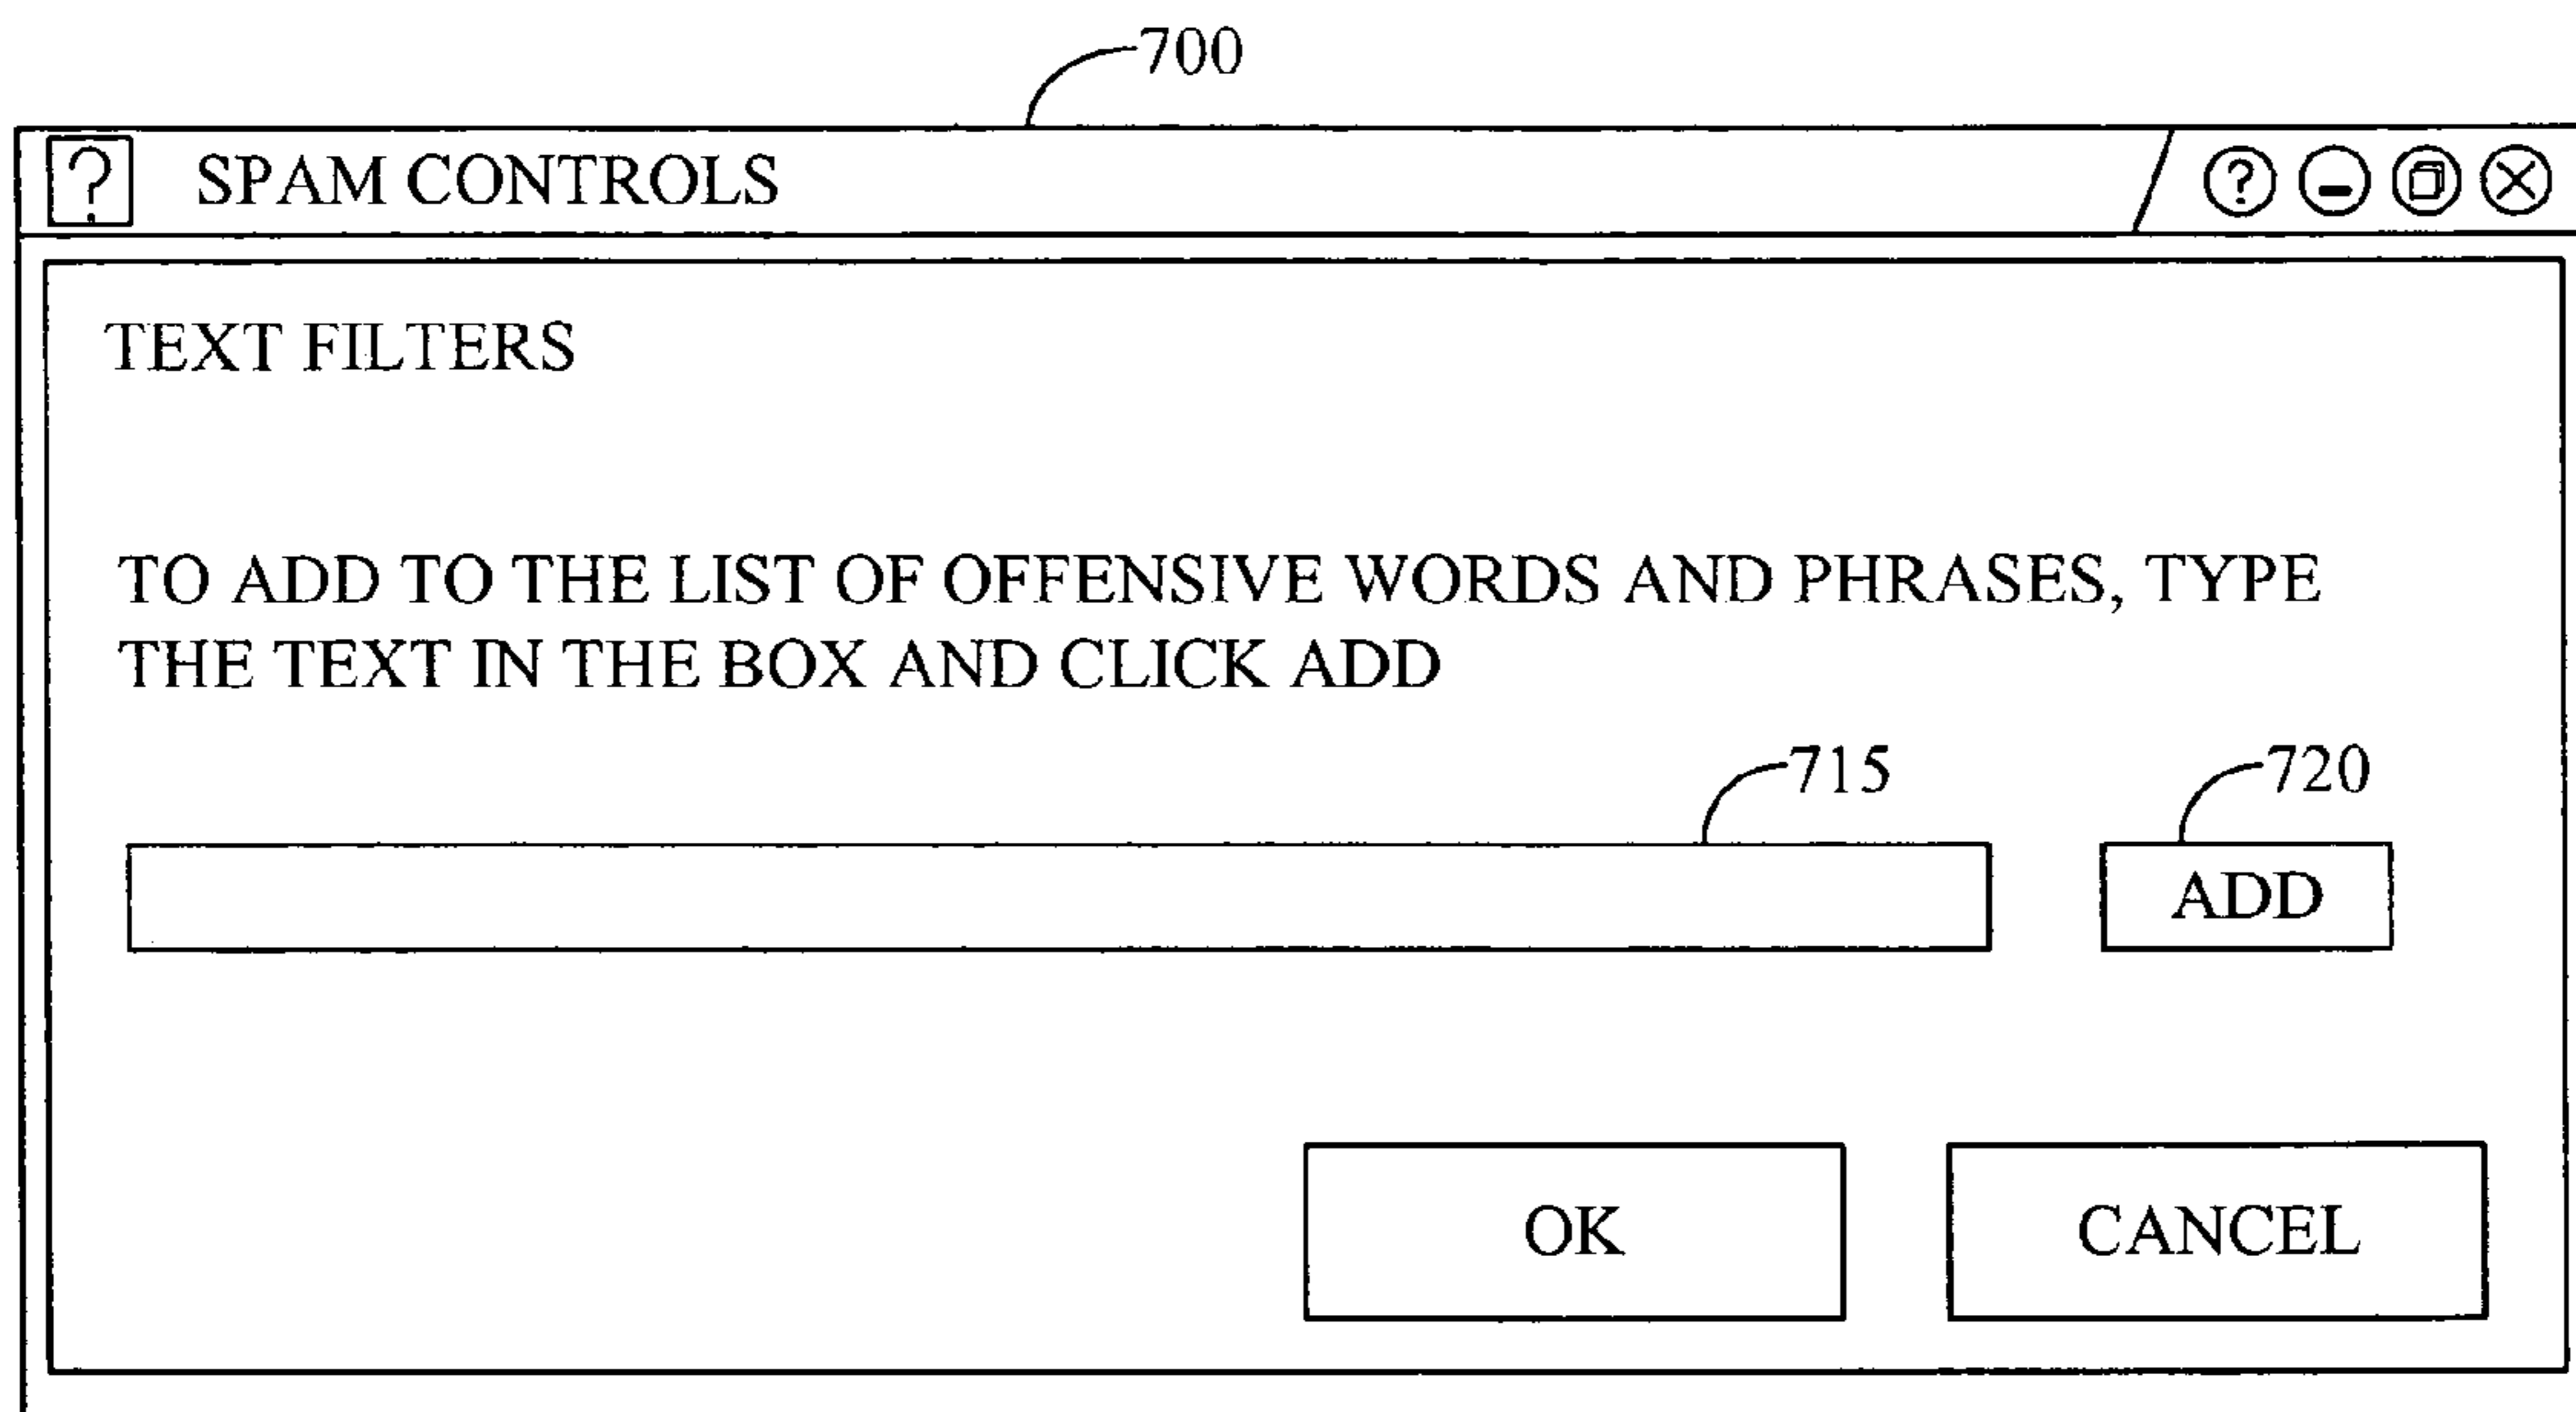 700
? SPAM CONTROLS ?
TEXT FILTERS
TO ADD TO THE LIST OF OFFENSIVE WORDS AND PHRASES, TYPE
THE TEXT IN THE BOX AND CLICK ADD
715 720
ADD
OK CANCEL